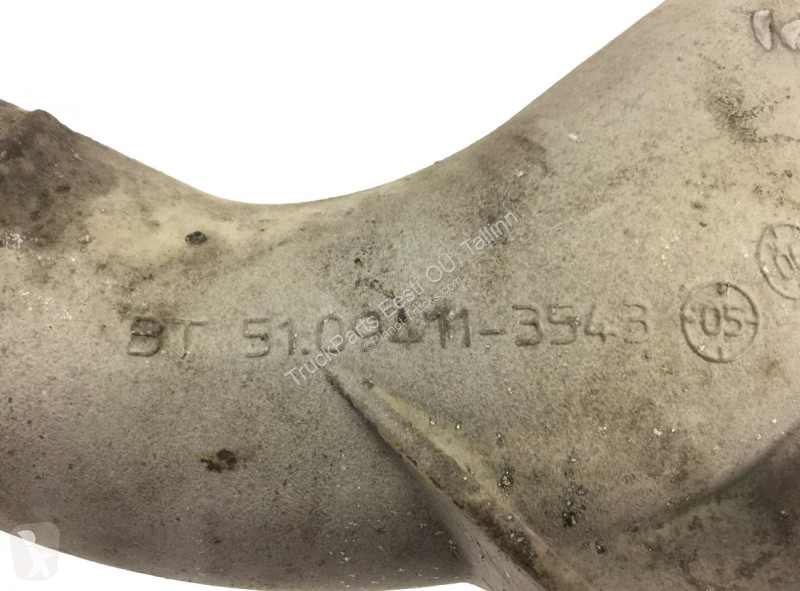 BT 51.09411-3543
05
TruckParts Eesti OÜ, Tallinn